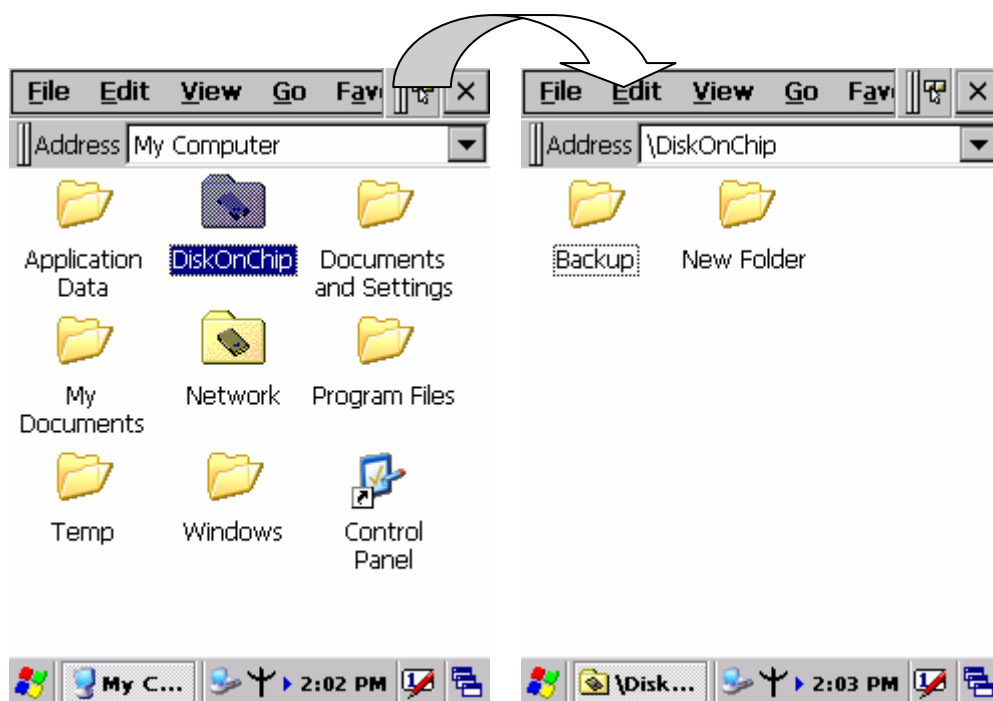 File Edit View Go Fav
Address My Computer
Application Data
DiskOnChip
Documents and Settings
My Documents
Network
Program Files
Temp
Windows
Control Panel
My C... 2:02 PM
File Edit View Go Fav
Address \DiskOnChip
Backup
New Folder
\Disk... 2:03 PM